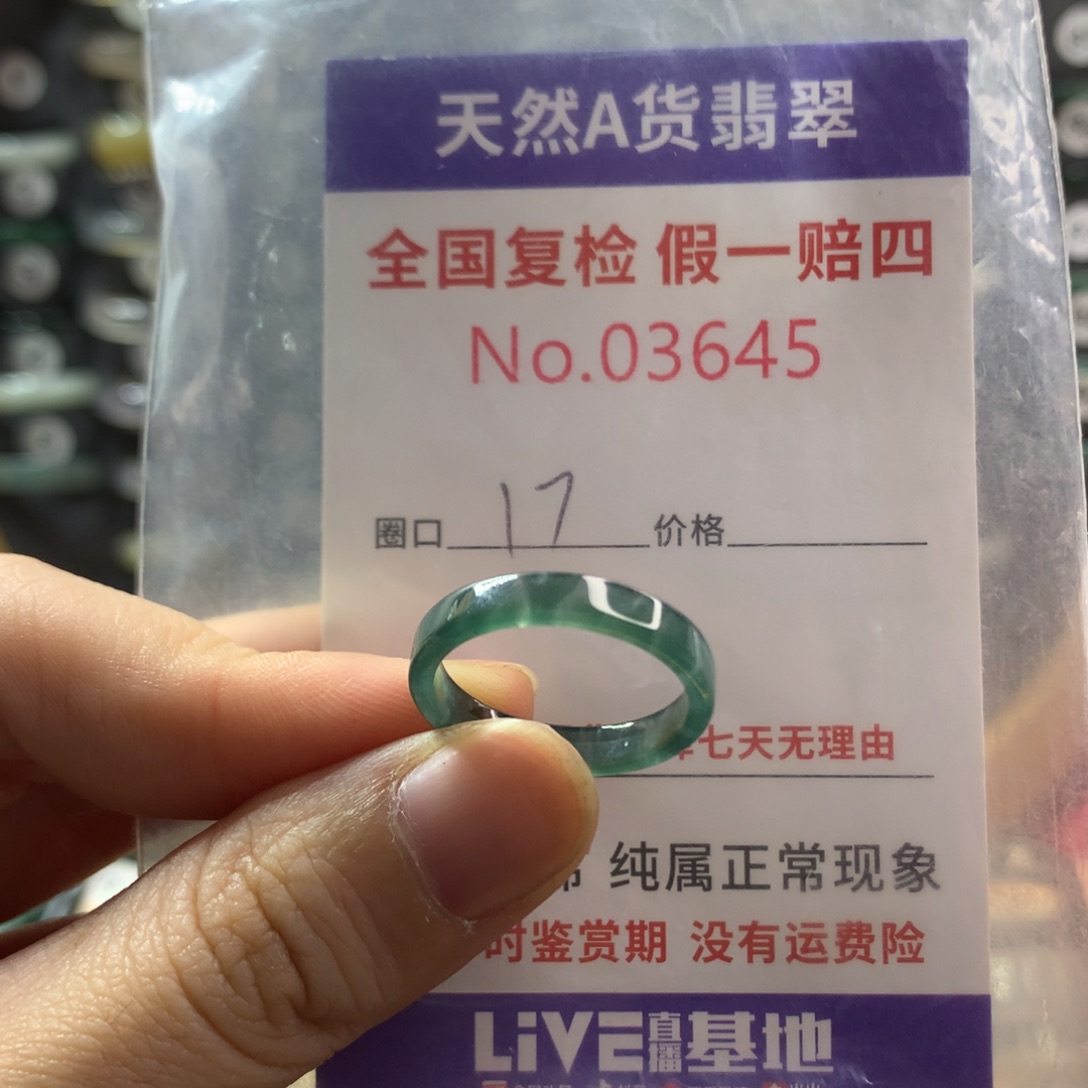 天然A货翡翠
全国复检 假一赔四
No.03645
圈口 17 价格
七天无理由
纯属正常现象
时鉴赏期 没有运费险
LiVE直播基地